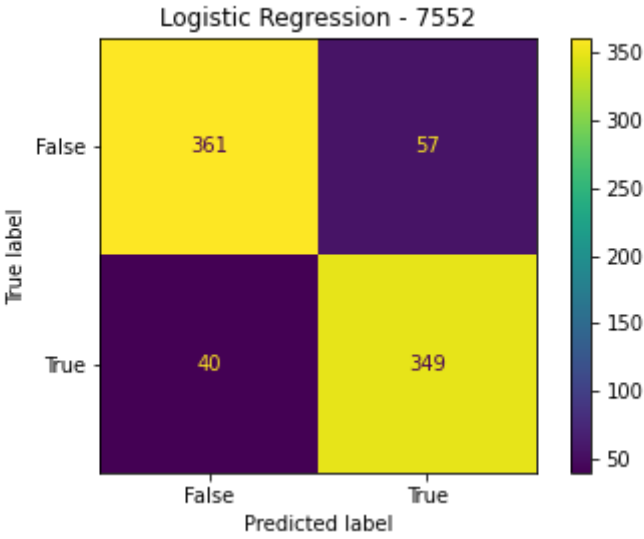 Logistic Regression - 7552
False 361 57
True 40 349
False True
Predicted label
True label
350
300
250
200
150
100
50